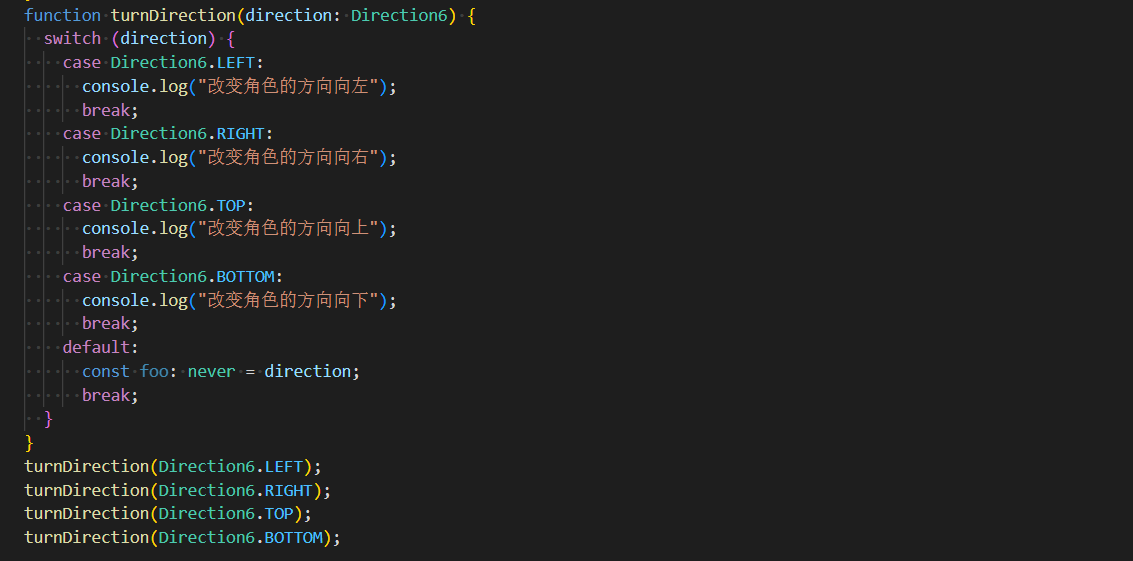 function turnDirection(direction: Direction6) {
  switch (direction) {
    case Direction6.LEFT:
      console.log("改变角色的方向向左");
      break;
    case Direction6.RIGHT:
      console.log("改变角色的方向向右");
      break;
    case Direction6.TOP:
      console.log("改变角色的方向向上");
      break;
    case Direction6.BOTTOM:
      console.log("改变角色的方向向下");
      break;
    default:
      const foo: never = direction;
      break;
  }
}
turnDirection(Direction6.LEFT);
turnDirection(Direction6.RIGHT);
turnDirection(Direction6.TOP);
turnDirection(Direction6.BOTTOM);